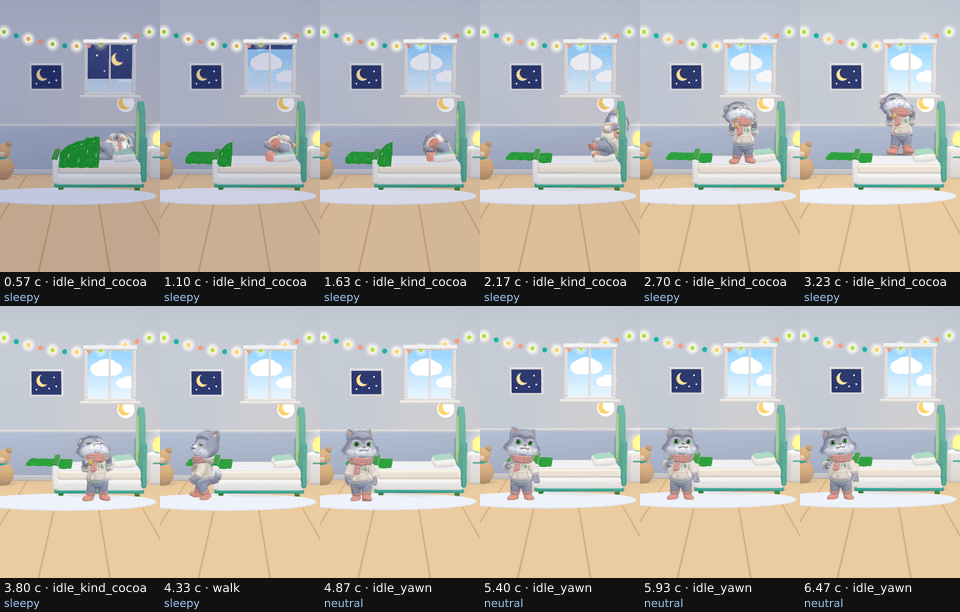 0.57 c · idle_kind_cocoa
sleepy
1.10 c · idle_kind_cocoa
sleepy
1.63 c · idle_kind_cocoa
sleepy
2.17 c · idle_kind_cocoa
sleepy
2.70 c · idle_kind_cocoa
sleepy
3.23 c · idle_kind_cocoa
sleepy
3.80 c · idle_kind_cocoa
sleepy
4.33 c · walk
sleepy
4.87 c · idle_yawn
neutral
5.40 c · idle_yawn
neutral
5.93 c · idle_yawn
neutral
6.47 c · idle_yawn
neutral